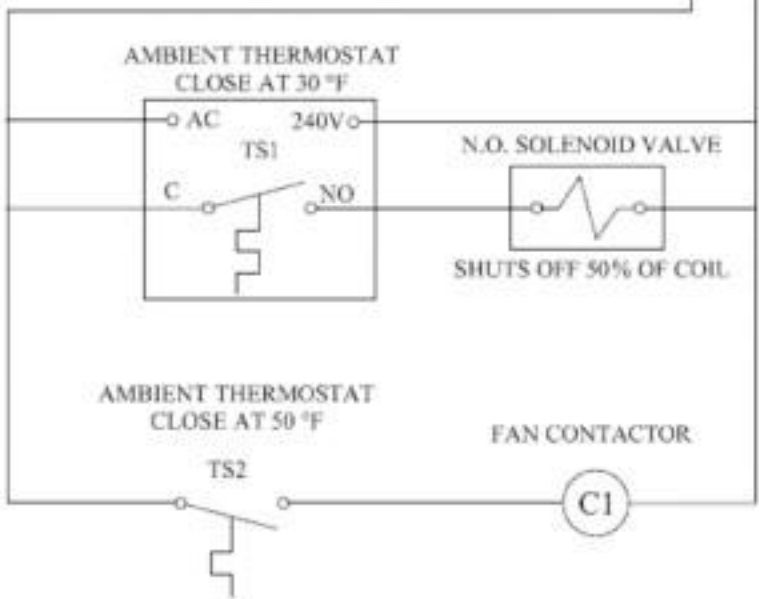 AMBIENT THERMOSTAT
CLOSE AT 30 °F
AC
240V
TS1
N.O. SOLENOID VALVE
C
NO
SHUTS OFF 50% OF COIL
AMBIENT THERMOSTAT
CLOSE AT 50 °F
FAN CONTACTOR
TS2
C1